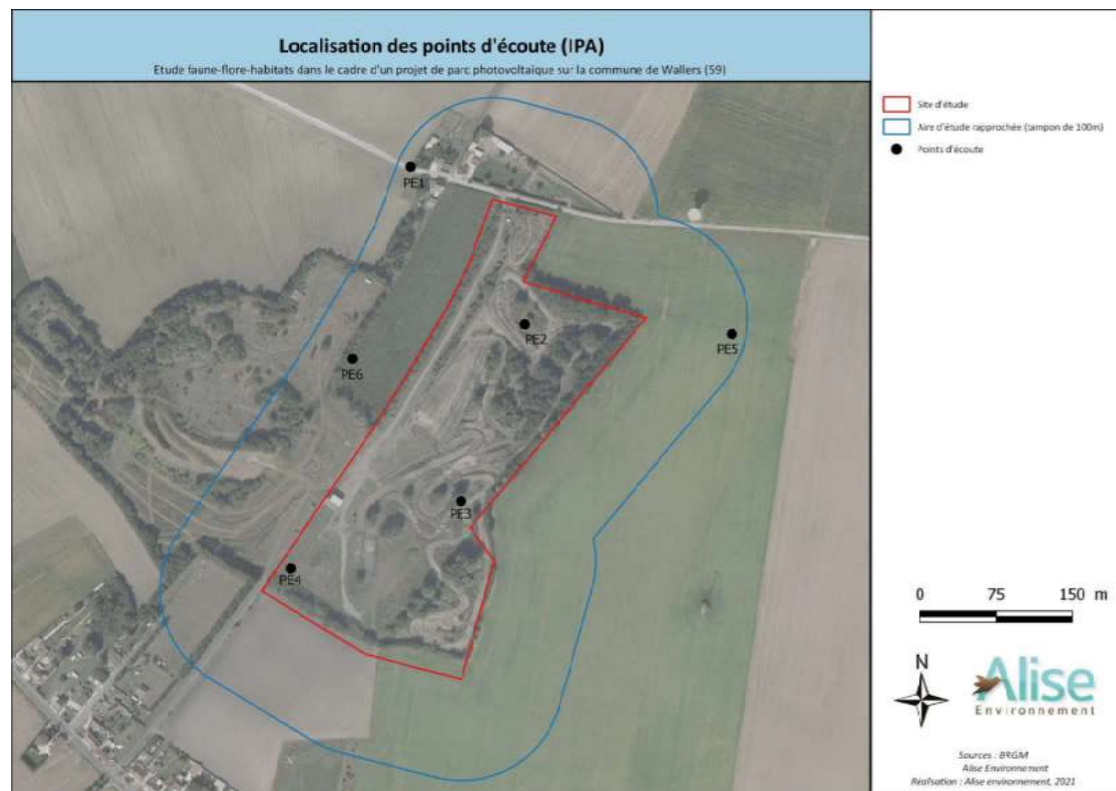 Localisation des points d'écoute (IPA)
Etude faune-flore-habitats dans le cadre d'un projet de parc photovoltaïque sur la commune de Wallers (59)
Site d'étude
Aire d'étude rapprochée (tampon de 100m)
Points d'écoute
PE1
PE2
PE5
PE6
PE3
PE4
0 75 150 m
N
Alise
Environnement
Sources : BRGM
Alise Environnement
Réalisation : Alise environnement, 2021